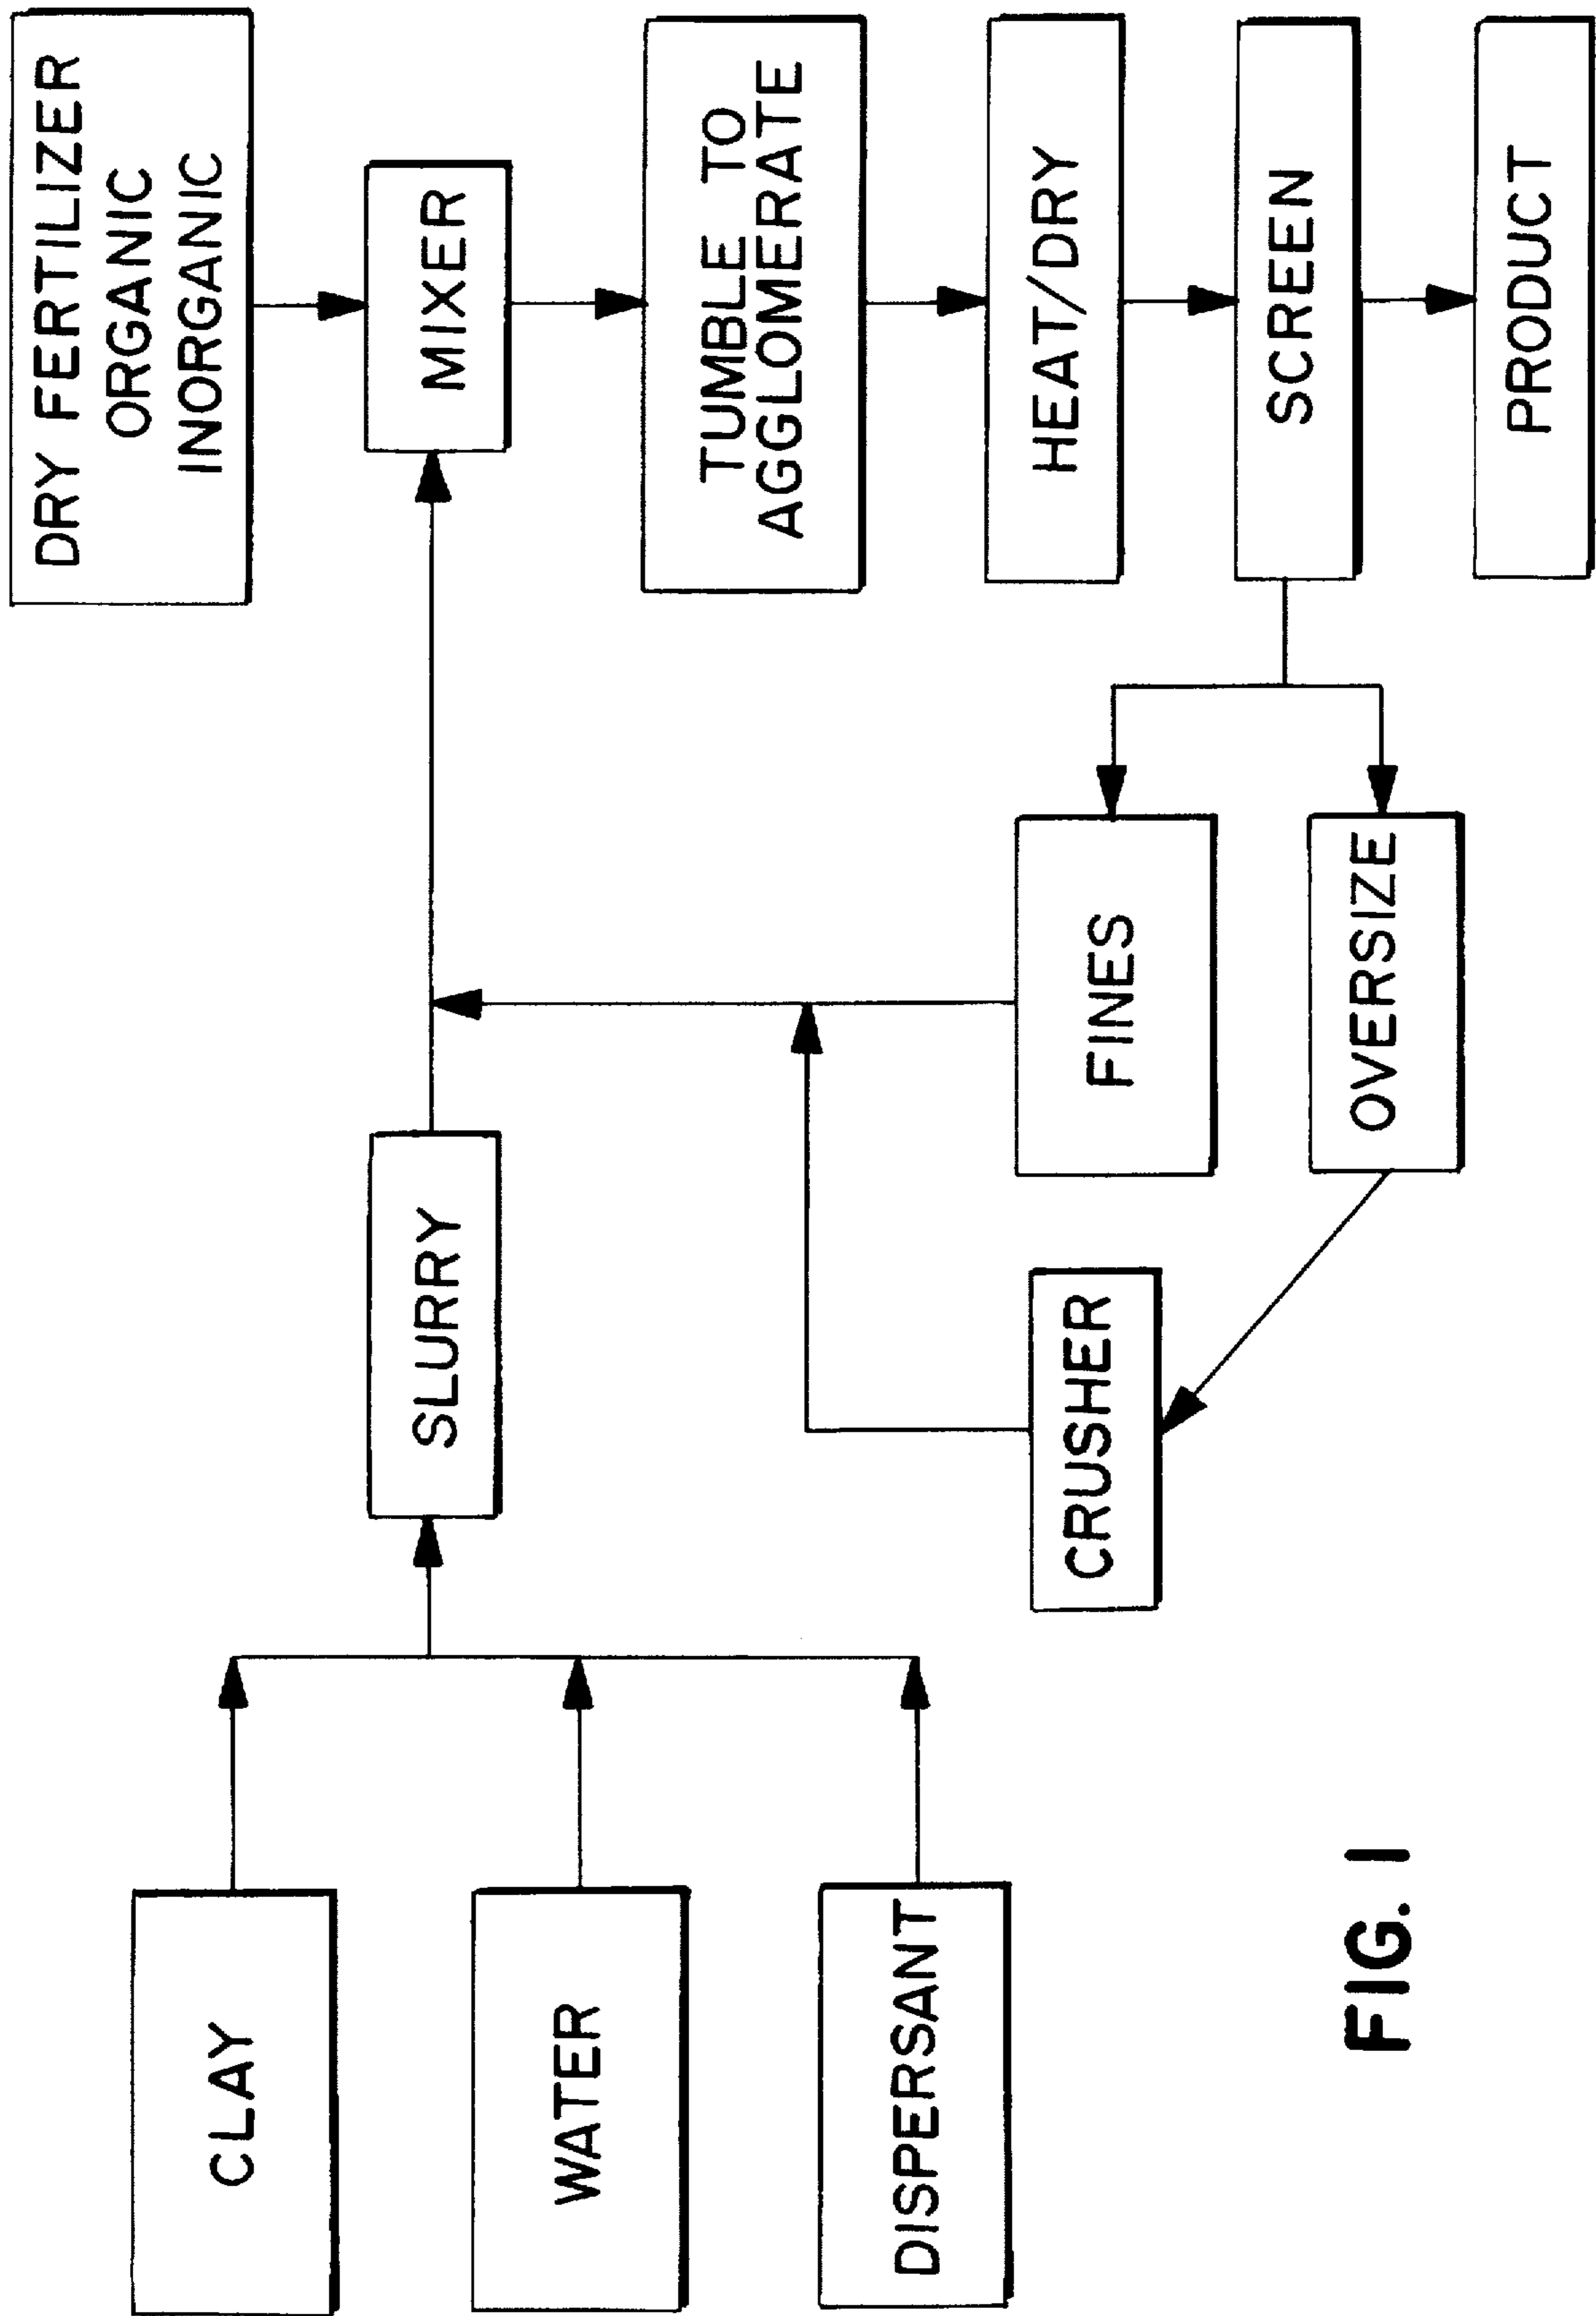 DRY FERTILIZER
ORGANIC
INORGANIC
MIXER
TUMBLE TO
AGGLOMERATE
HEAT/DRY
SCREEN
PRODUCT
SLURRY
FINES
OVERSIZE
CRUSHER
CLAY
WATER
DISPERSANT
FIG. 1